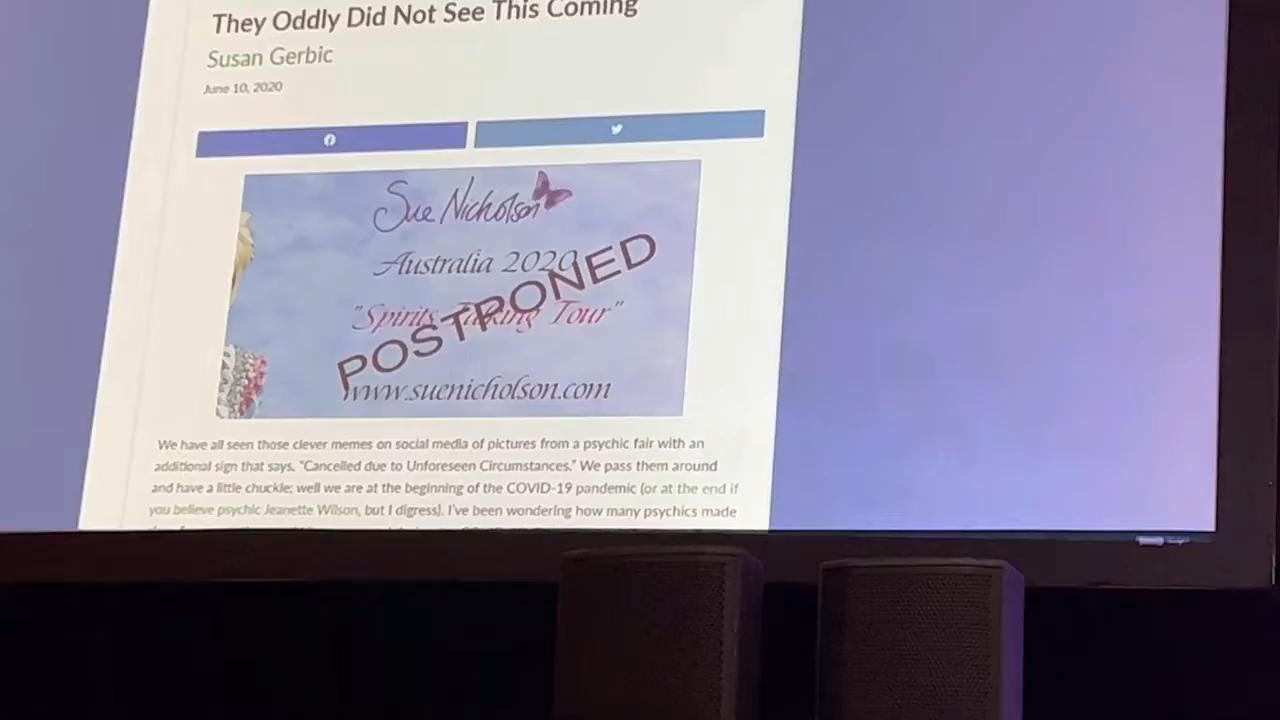 They Oddly Did Not See This Coming
Susan Gerbic
June 10, 2020
Sue Nicholson
Australia 2020
"Spirits Talking Tour"
POSTPONED
www.suenicholson.com
We have all seen those clever memes on social media of pictures from a psychic fair with an
additional sign that says, "Cancelled due to Unforeseen Circumstances." We pass them around
and have a little chuckle; well we are at the beginning of the COVID-19 pandemic (or at the end if
you believe psychic Jeanette Wilson, but I digress). I've been wondering how many psychics made